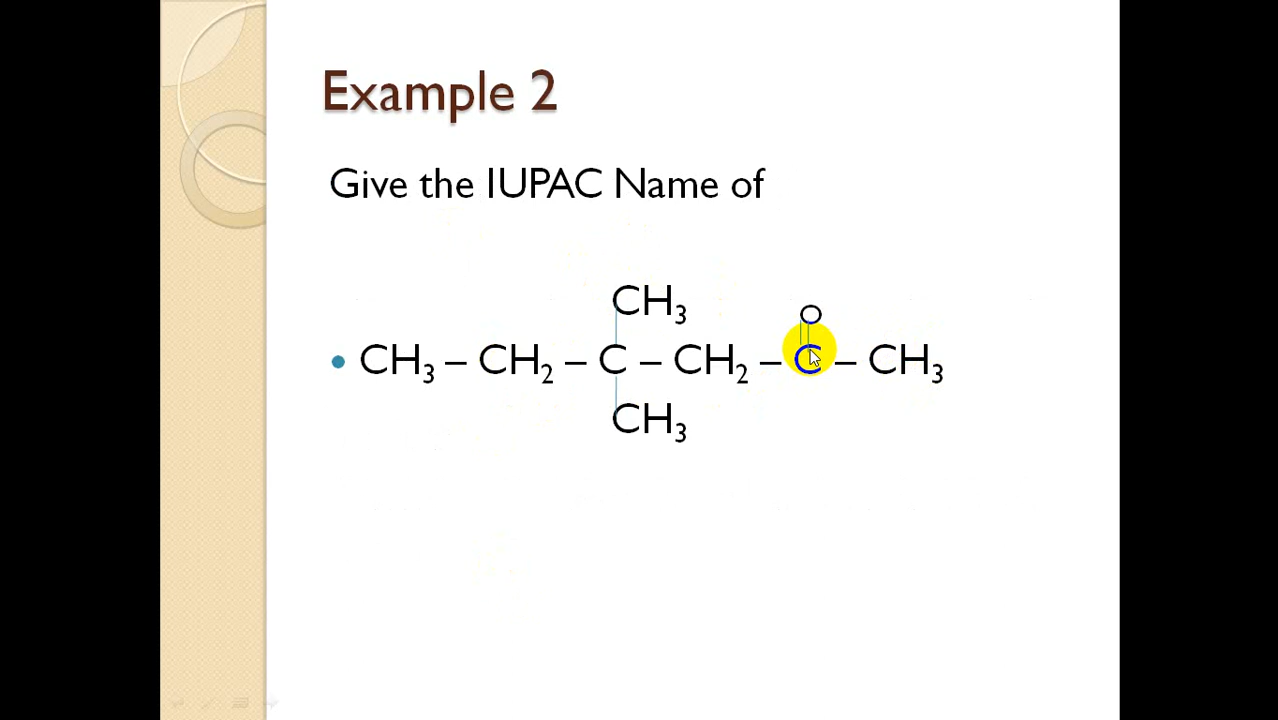 Example 2
Give the IUPAC Name of
CH₃ O
• CH₃ – CH₂ – C – CH₂ – C – CH₃
CH₃